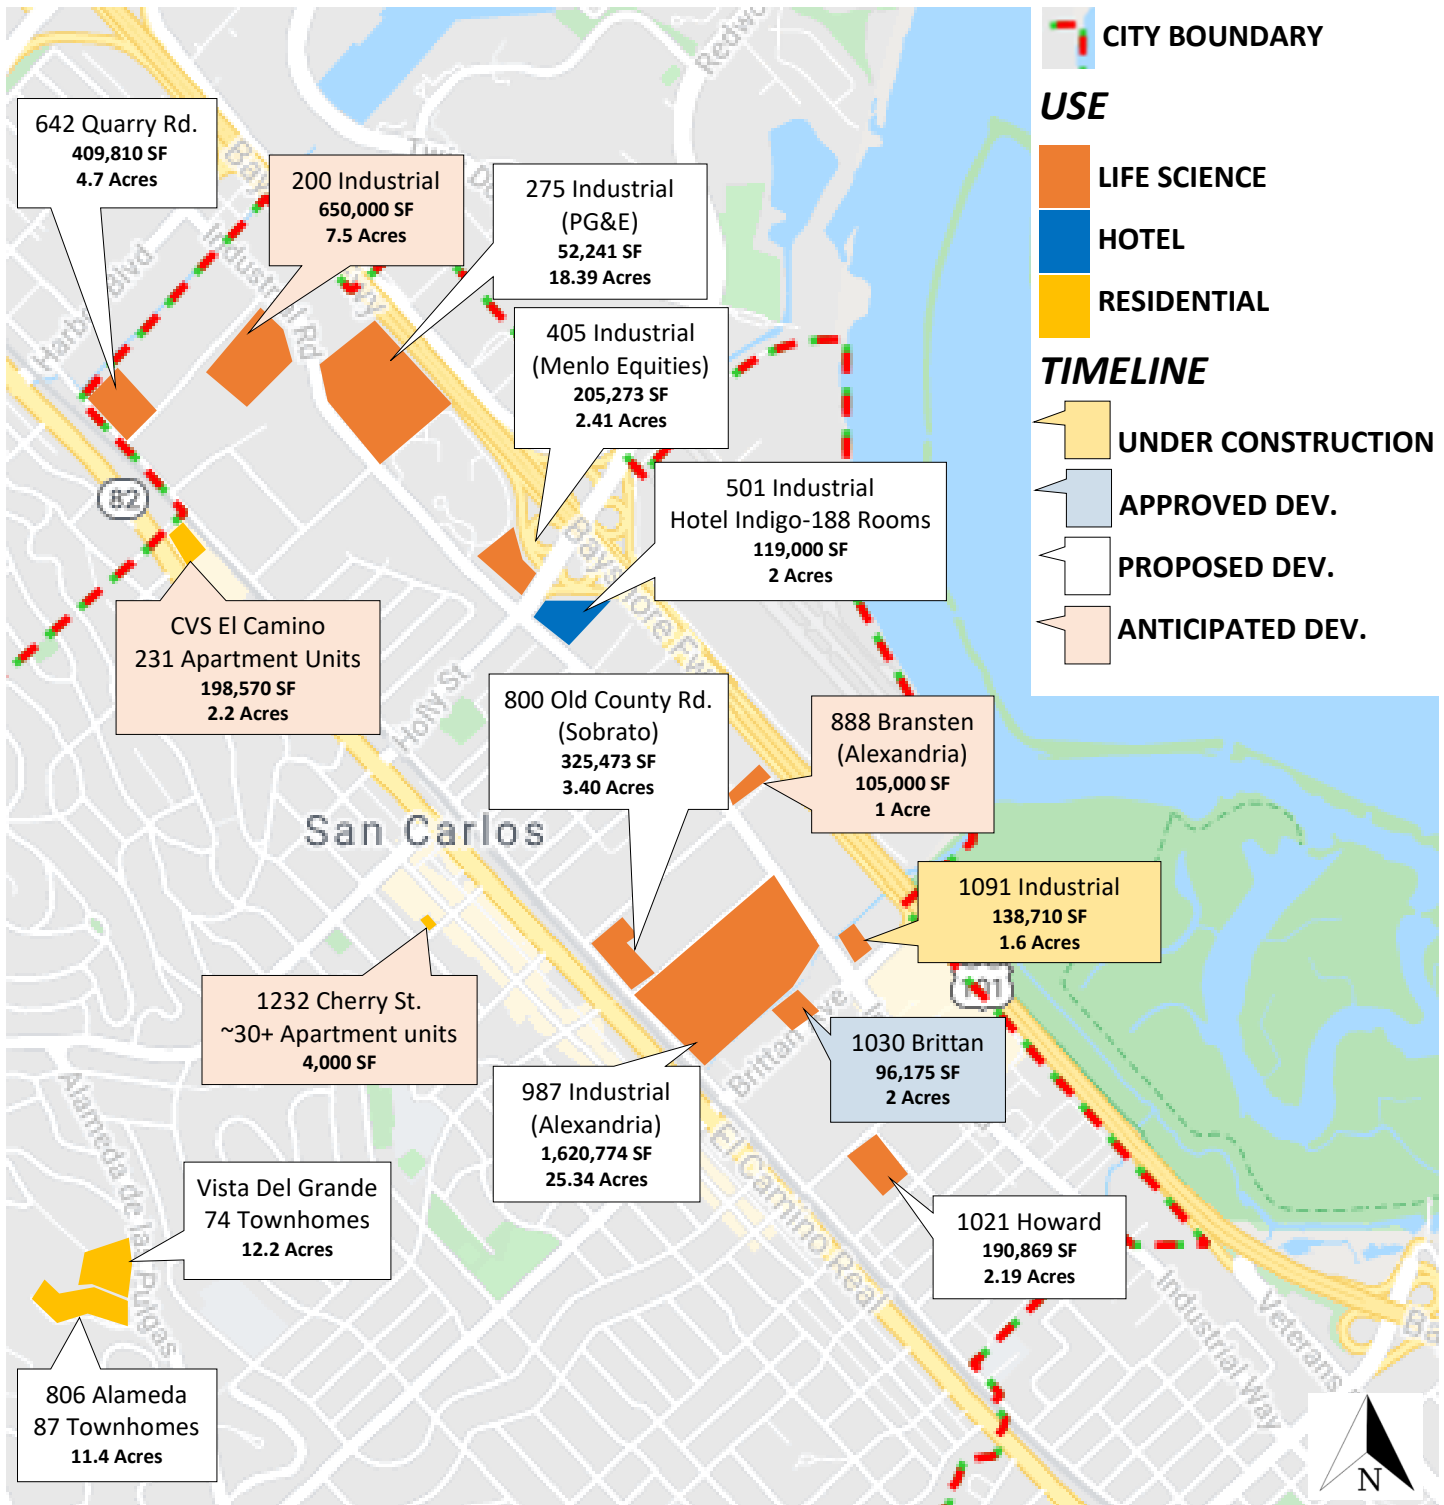 CITY BOUNDARY
USE
LIFE SCIENCE
HOTEL
RESIDENTIAL
TIMELINE
UNDER CONSTRUCTION
APPROVED DEV.
PROPOSED DEV.
ANTICIPATED DEV.
642 Quarry Rd.
409,810 SF
4.7 Acres
200 Industrial
650,000 SF
7.5 Acres
275 Industrial
(PG&E)
52,241 SF
18.39 Acres
405 Industrial
(Menlo Equities)
205,273 SF
2.41 Acres
501 Industrial
Hotel Indigo-188 Rooms
119,000 SF
2 Acres
CVS El Camino
231 Apartment Units
198,570 SF
2.2 Acres
800 Old County Rd.
(Sobrato)
325,473 SF
3.40 Acres
888 Bransten
(Alexandria)
105,000 SF
1 Acre
1091 Industrial
138,710 SF
1.6 Acres
1232 Cherry St.
~30+ Apartment units
4,000 SF
987 Industrial
(Alexandria)
1,620,774 SF
25.34 Acres
1030 Brittan
96,175 SF
2 Acres
Vista Del Grande
74 Townhomes
12.2 Acres
1021 Howard
190,869 SF
2.19 Acres
806 Alameda
87 Townhomes
11.4 Acres
San Carlos
82
101
Holly St
El Camino Real
Industrial Way
Veterans
Alameda de las Pulgas
N